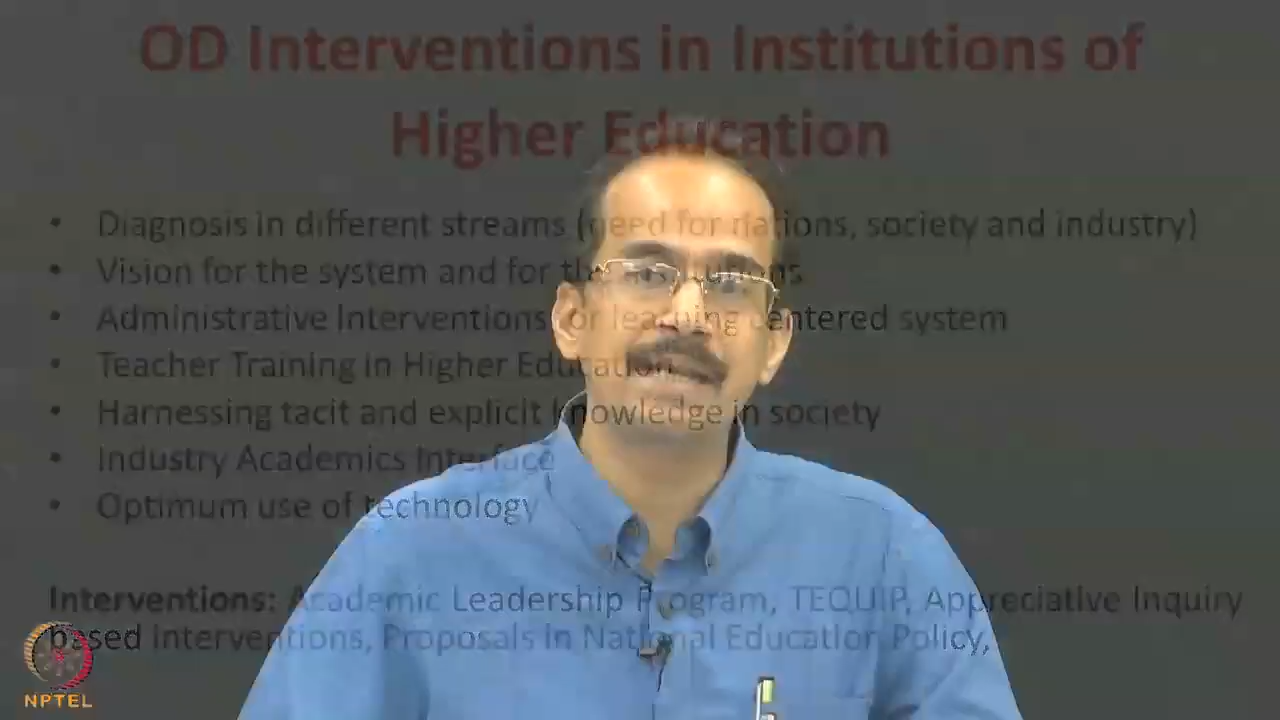 OD Interventions in Institutions of
Higher Education
• Diagnosis in different streams (need for nations, society and industry)
• Vision for the system and for the institutions
• Administrative Interventions for learning centered system
• Teacher Training in Higher Education
• Harnessing tacit and explicit knowledge in society
• Industry Academics Interface
• Optimum use of technology
Interventions: Academic Leadership Program, TEQUIP, Appreciative Inquiry
based interventions, Proposals in National Education Policy,
NPTEL